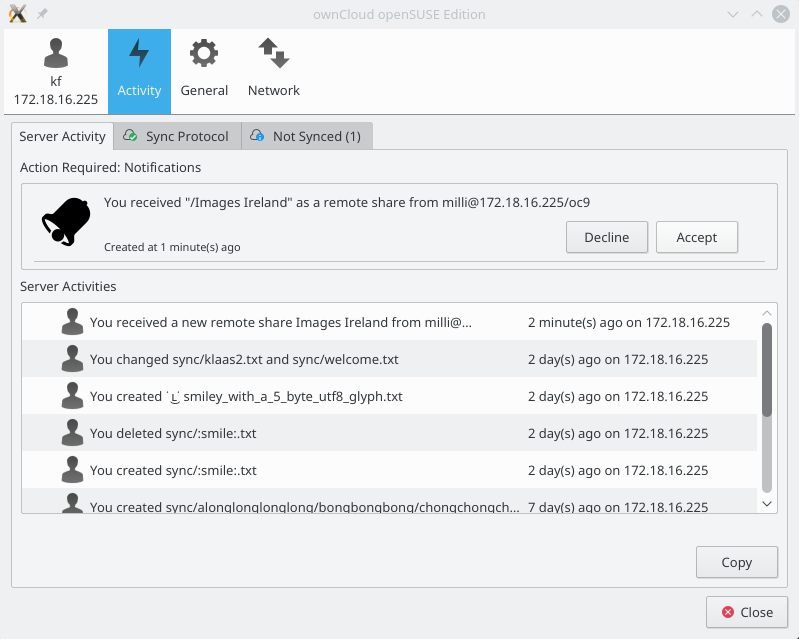 ownCloud openSUSE Edition
kf
172.18.16.225
Activity
General
Network
Server Activity
Sync Protocol
Not Synced (1)
Action Required: Notifications
You received "/Images Ireland" as a remote share from milli@172.18.16.225/oc9
Created at 1 minute(s) ago
Decline
Accept
Server Activities
You received a new remote share Images Ireland from milli@... 2 minute(s) ago on 172.18.16.225
You changed sync/klaas2.txt and sync/welcome.txt 2 day(s) ago on 172.18.16.225
You created smiley_with_a_5_byte_utf8_glyph.txt 2 day(s) ago on 172.18.16.225
You deleted sync/:smile:.txt 2 day(s) ago on 172.18.16.225
You created sync/:smile:.txt 2 day(s) ago on 172.18.16.225
You created sync/alonglonglonglong/bongbongbong/chongchongch... 7 day(s) ago on 172.18.16.225
Copy
Close